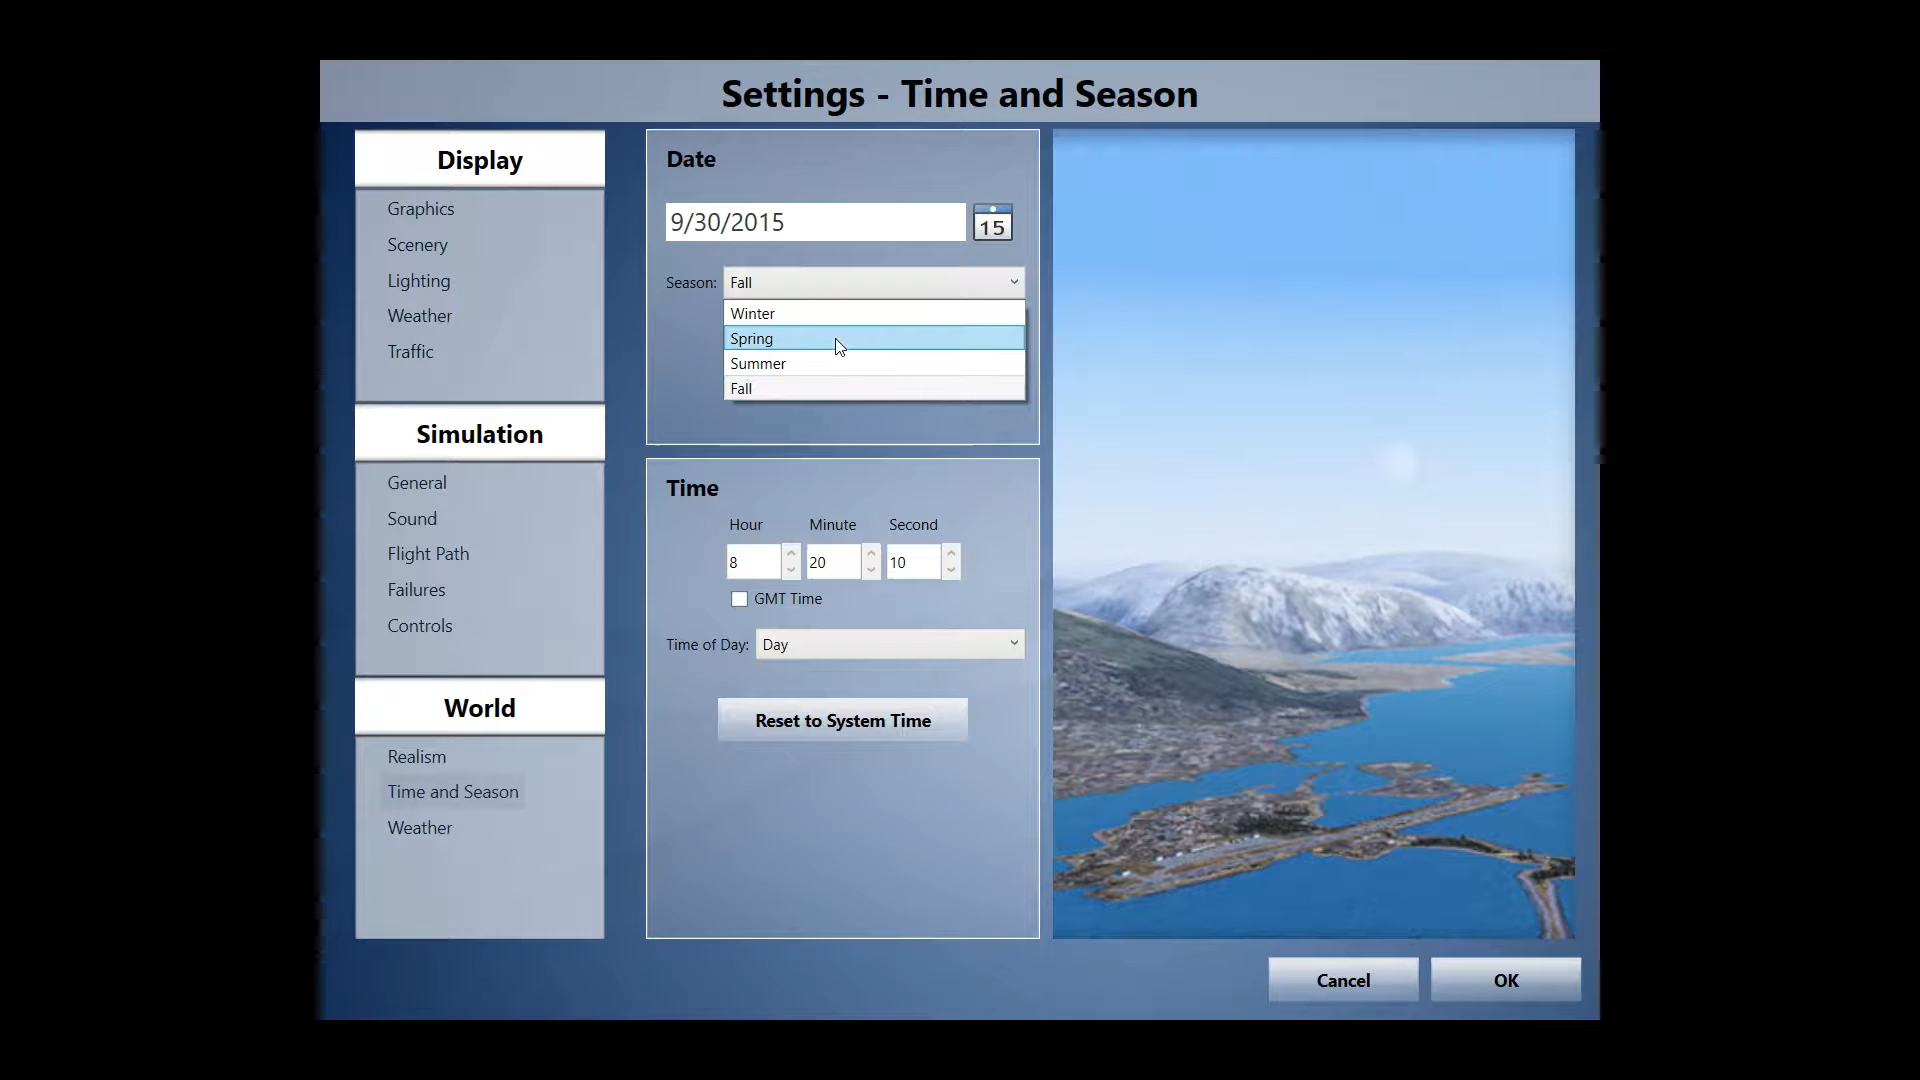 Settings - Time and Season
Display
Graphics
Scenery
Lighting
Weather
Traffic
Simulation
General
Sound
Flight Path
Failures
Controls
World
Realism
Time and Season
Weather
Date
9/30/2015
15
Season: Fall
Winter
Spring
Summer
Fall
Time
Hour Minute Second
8 20 10
GMT Time
Time of Day: Day
Reset to System Time
Cancel OK